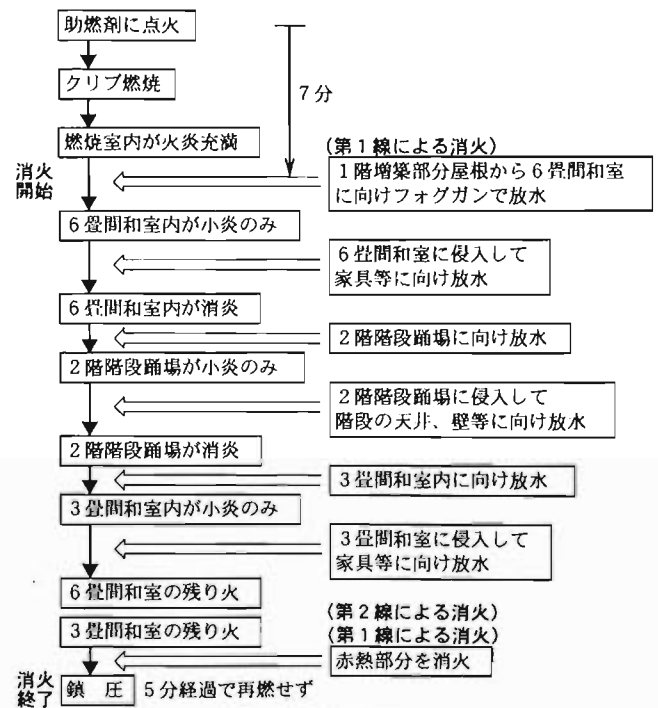 助燃剤に点火
クリブ燃焼
7分
燃焼室内が火炎充満
消火
開始
(第1線による消火)
1階増築部分屋根から6畳間和室
に向けフォグガンで放水
6畳間和室内が小炎のみ
6畳間和室に侵入して
家具等に向け放水
6畳間和室内が消炎
2階階段踊場に向け放水
2階階段踊場が小炎のみ
2階階段踊場に侵入して
階段の天井、壁等に向け放水
2階階段踊場が消炎
3畳間和室内に向け放水
3畳間和室内が小炎のみ
3畳間和室に侵入して
家具等に向け放水
6畳間和室の残り火
(第2線による消火)
3畳間和室の残り火
(第1線による消火)
赤熱部分を消火
消火
終了
鎮 圧
5分経過で再燃せず